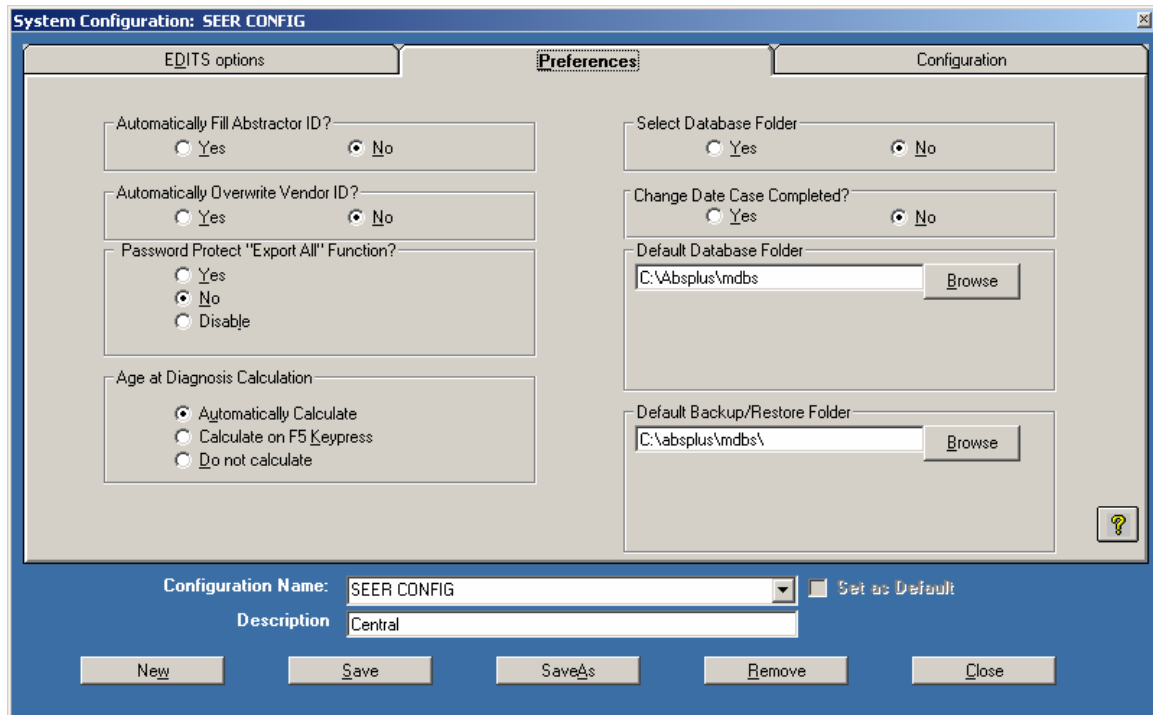 System Configuration: SEER CONFIG
EDITS options
Preferences
Configuration
Automatically Fill Abstractor ID?
Yes No
Automatically Overwrite Vendor ID?
Yes No
Password Protect "Export All" Function?
Yes
No
Disable
Age at Diagnosis Calculation
Automatically Calculate
Calculate on F5 Keypress
Do not calculate
Select Database Folder
Yes No
Change Date Case Completed?
Yes No
Default Database Folder
C:\Absplus\mdbs Browse
Default Backup/Restore Folder
C:\absplus\mdbs\ Browse
?
Configuration Name: SEER CONFIG Set as Default
Description Central
New Save SaveAs Remove Close